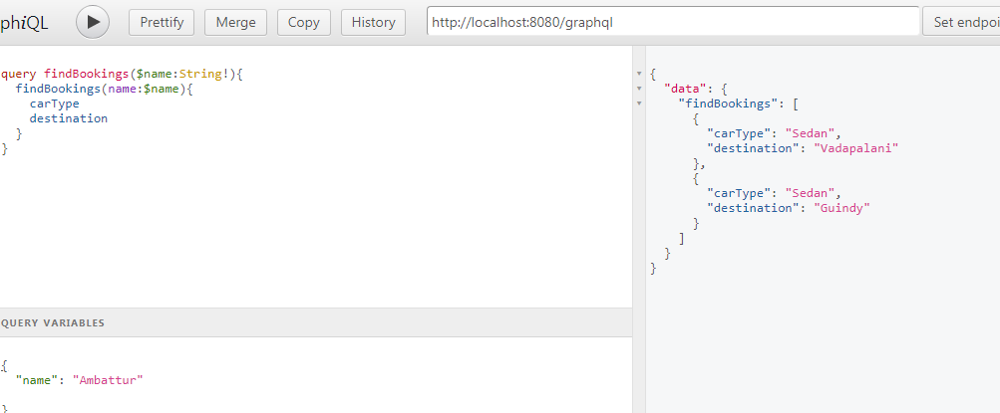 phiQL
Prettify
Merge
Copy
History
http://localhost:8080/graphql
Set endpoi
query findBookings($name:String!){
  findBookings(name:$name){
    carType
    destination
  }
}
QUERY VARIABLES
{
  "name": "Ambattur"
}
{
  "data": {
    "findBookings": [
      {
        "carType": "Sedan",
        "destination": "Vadapalani"
      },
      {
        "carType": "Sedan",
        "destination": "Guindy"
      }
    ]
  }
}